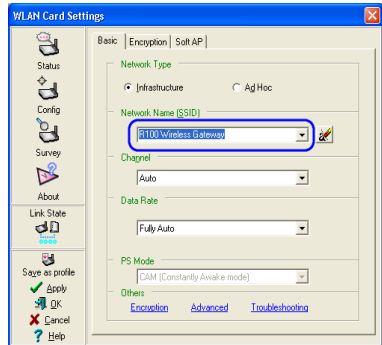 WLAN Card Settings
Basic Encryption Soft AP
Status
Config
Survey
About
Link State
Save as profile
Apply
OK
Cancel
Help
Network Type
Infrastructure Ad Hoc
Network Name (SSID)
R100 Wireless Gateway
Channel
Auto
Data Rate
Fully Auto
PS Mode
CAM (Constantly Awake mode)
Others
Encryption Advanced Troubleshooting